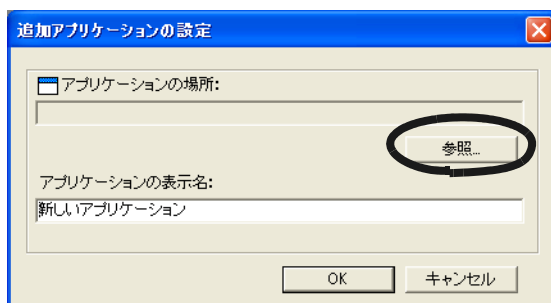 追加アプリケーションの設定
アプリケーションの場所:
参照...
アプリケーションの表示名:
新しいアプリケーション
OK
キャンセル